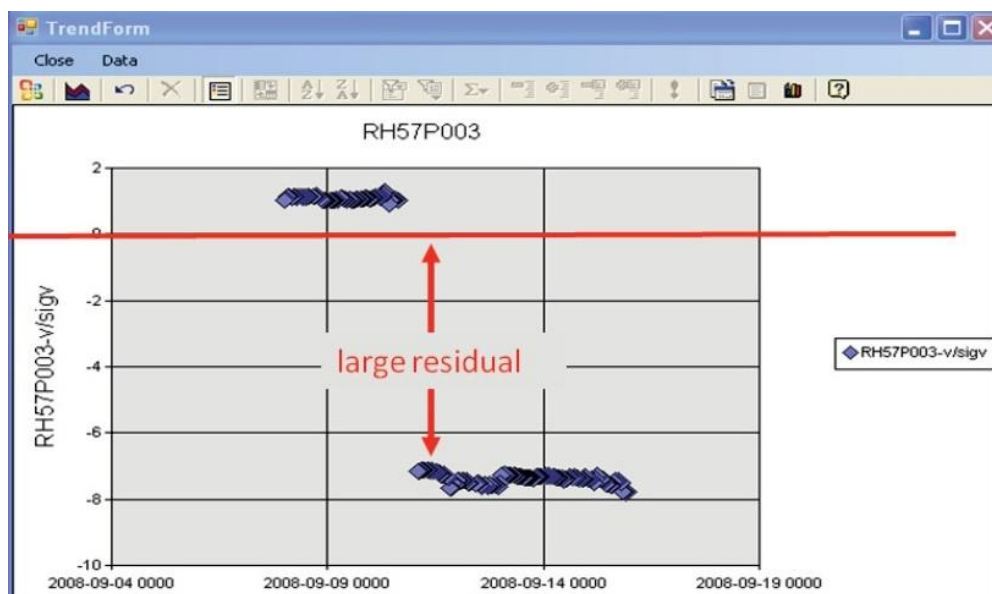 TrendForm
Close Data
RH57P003
2
0
-2
-4
-6
-8
-10
RH57P003-v/sigv
large residual
RH57P003-v/sigv
2008-09-04 0000 2008-09-09 0000 2008-09-14 0000 2008-09-19 0000